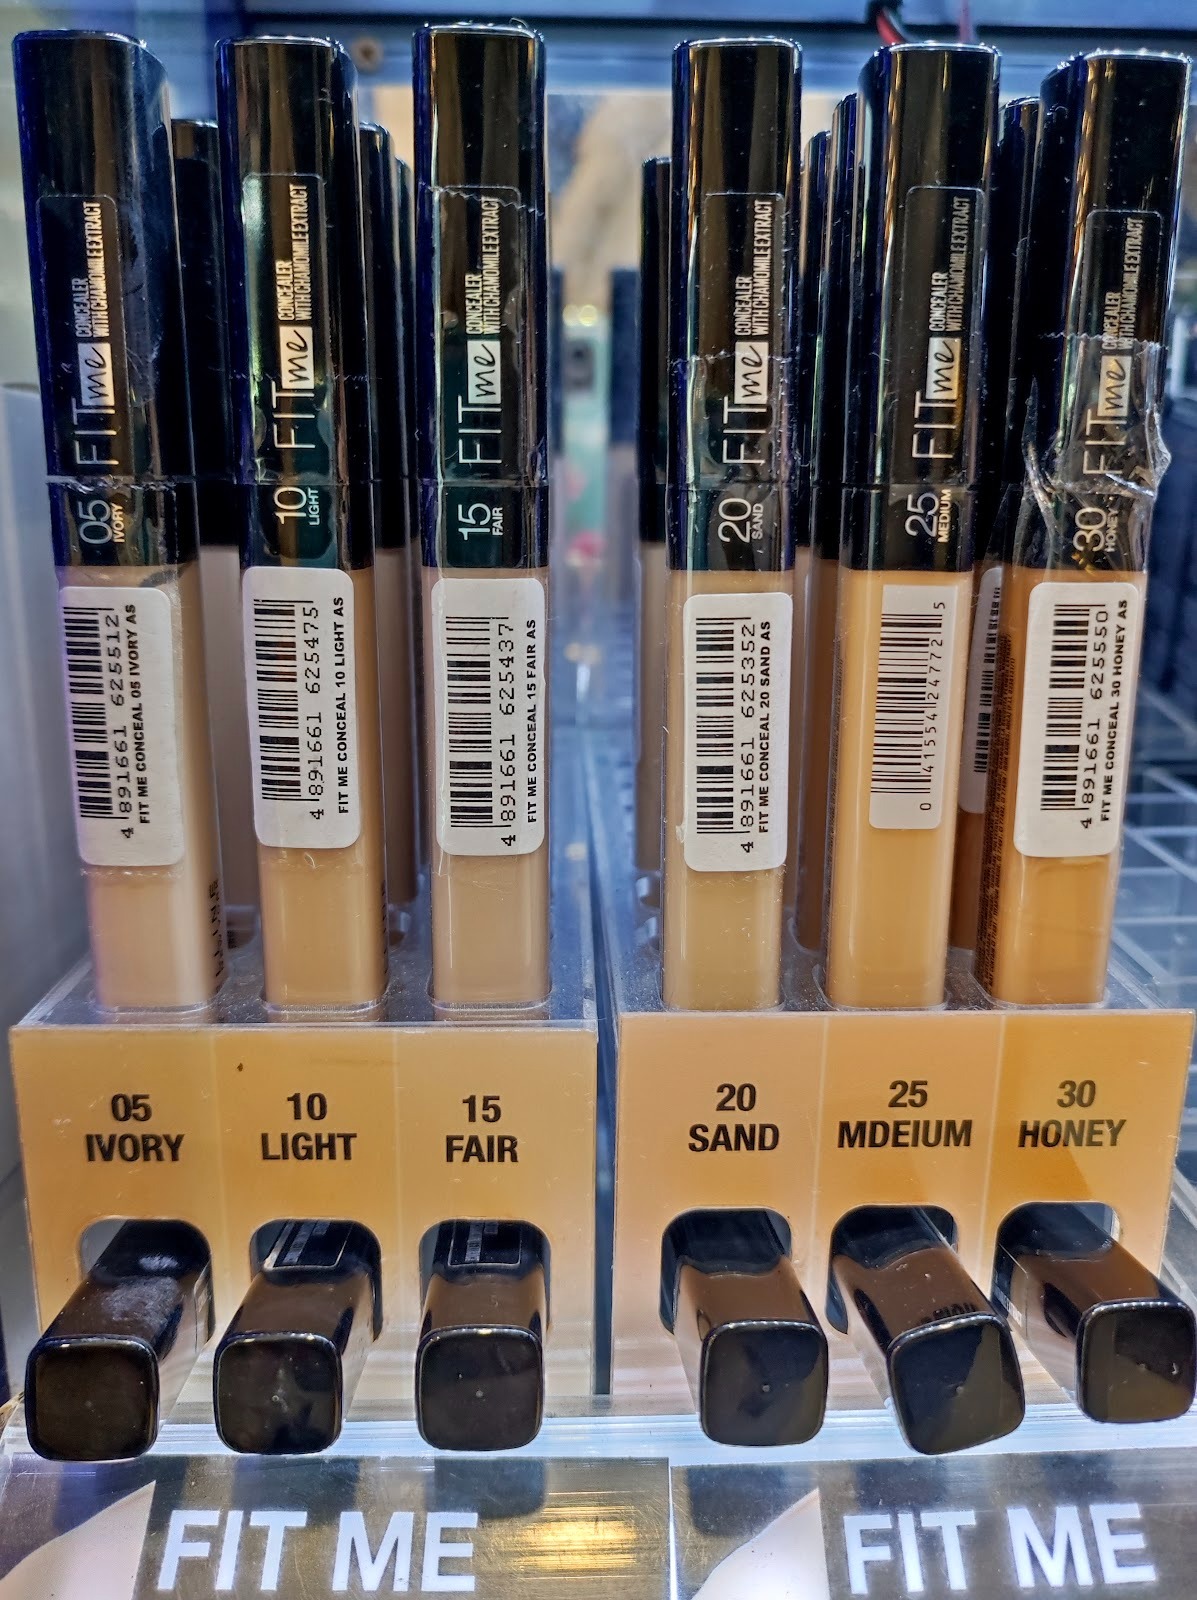 FIT me
CONCEALER
WITH CHAMOMILE EXTRACT
05
IVORY
4 891661 625512
FIT ME CONCEAL 05 IVORY AS
FIT me
CONCEALER
WITH CHAMOMILE EXTRACT
10
LIGHT
4 891661 625475
FIT ME CONCEAL 10 LIGHT AS
FIT me
CONCEALER
WITH CHAMOMILE EXTRACT
15
FAIR
4 891661 625437
FIT ME CONCEAL 15 FAIR AS
FIT me
CONCEALER
WITH CHAMOMILE EXTRACT
20
SAND
4 891661 625352
FIT ME CONCEAL 20 SAND AS
FIT me
CONCEALER
WITH CHAMOMILE EXTRACT
25
MEDIUM
0 41554 24772 5
FIT me
CONCEALER
WITH CHAMOMILE EXTRACT
30
HONEY
4 891661 625550
FIT ME CONCEAL 30 HONEY AS
05
IVORY
10
LIGHT
15
FAIR
20
SAND
25
MDEIUM
30
HONEY
FIT ME
FIT ME